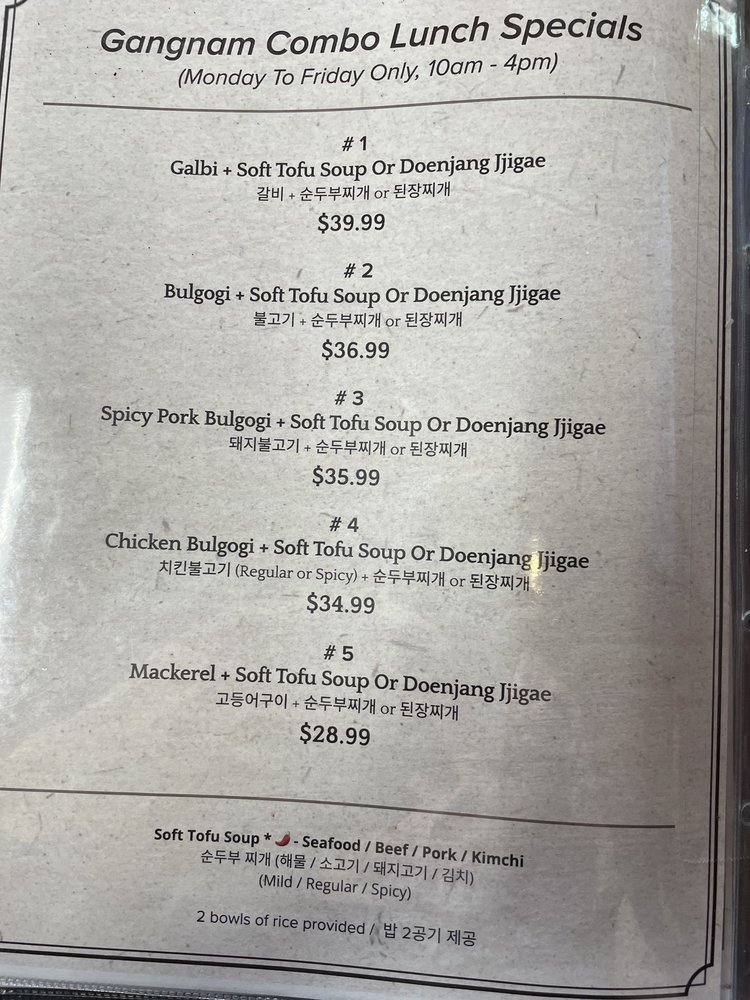 Gangnam Combo Lunch Specials
(Monday To Friday Only, 10am - 4pm)
# 1
Galbi + Soft Tofu Soup Or Doenjang Jjigae
갈비 + 순두부찌개 or 된장찌개
$39.99
# 2
Bulgogi + Soft Tofu Soup Or Doenjang Jjigae
불고기 + 순두부찌개 or 된장찌개
$36.99
# 3
Spicy Pork Bulgogi + Soft Tofu Soup Or Doenjang Jjigae
돼지불고기 + 순두부찌개 or 된장찌개
$35.99
# 4
Chicken Bulgogi + Soft Tofu Soup Or Doenjang Jjigae
치킨불고기 (Regular or Spicy) + 순두부찌개 or 된장찌개
$34.99
# 5
Mackerel + Soft Tofu Soup Or Doenjang Jjigae
고등어구이 + 순두부찌개 or 된장찌개
$28.99
Soft Tofu Soup * 🌶 - Seafood / Beef / Pork / Kimchi
순두부 찌개 (해물 / 소고기 / 돼지고기 / 김치)
(Mild / Regular / Spicy)
2 bowls of rice provided / 밥 2공기 제공